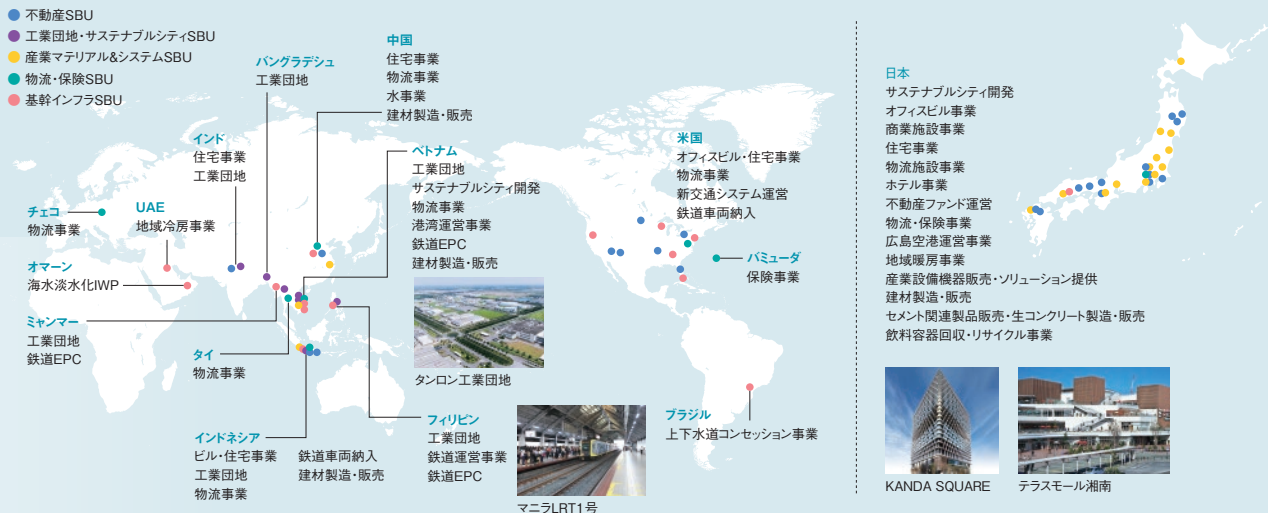 不動産SBU
工業団地・サステナブルシティSBU
産業マテリアル&システムSBU
物流・保険SBU
基幹インフラSBU
中国
住宅事業
物流事業
水事業
建材製造・販売
バングラデシュ
工業団地
インド
住宅事業
工業団地
ベトナム
工業団地
サステナブルシティ開発
物流事業
港湾運営事業
鉄道EPC
建材製造・販売
タンロン工業団地
チェコ
物流事業
UAE
地域冷房事業
オマーン
海水淡水化IWP
ミャンマー
工業団地
鉄道EPC
タイ
物流事業
インドネシア
ビル・住宅事業
工業団地
物流事業
鉄道車両納入
建材製造・販売
フィリピン
工業団地
鉄道運営事業
鉄道EPC
マニラLRT1号
米国
オフィスビル・住宅事業
物流事業
新交通システム運営
鉄道車両納入
バミューダ
保険事業
ブラジル
上下水道コンセッション事業
日本
サステナブルシティ開発
オフィスビル事業
商業施設事業
住宅事業
物流施設事業
ホテル事業
不動産ファンド運営
物流・保険事業
広島空港運営事業
地域暖房事業
産業設備機器販売・ソリューション提供
建材製造・販売
セメント関連製品販売・生コンクリート製造・販売
飲料容器回収・リサイクル事業
KANDA SQUARE
テラスモール湘南